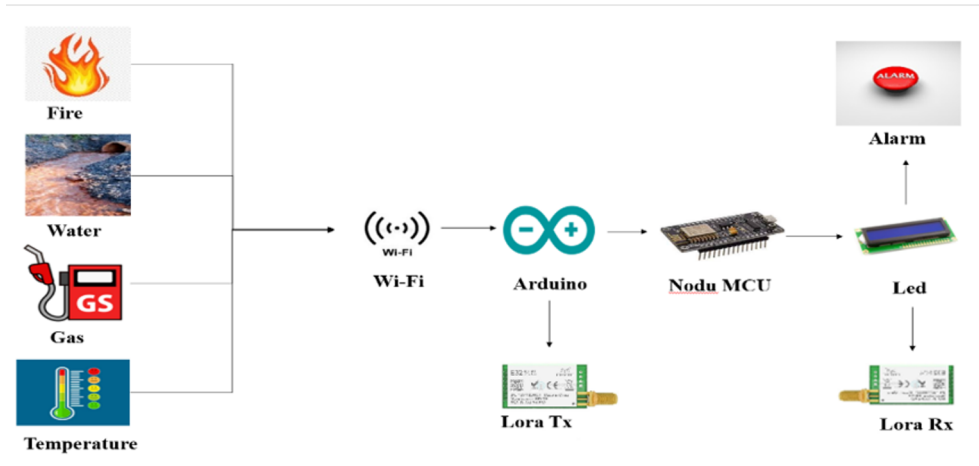 Fire
Water
GS
Gas
Temperature
Wi-Fi
Wi-Fi
Arduino
Nodu MCU
ALARM
Alarm
Led
Lora Tx
Lora Rx